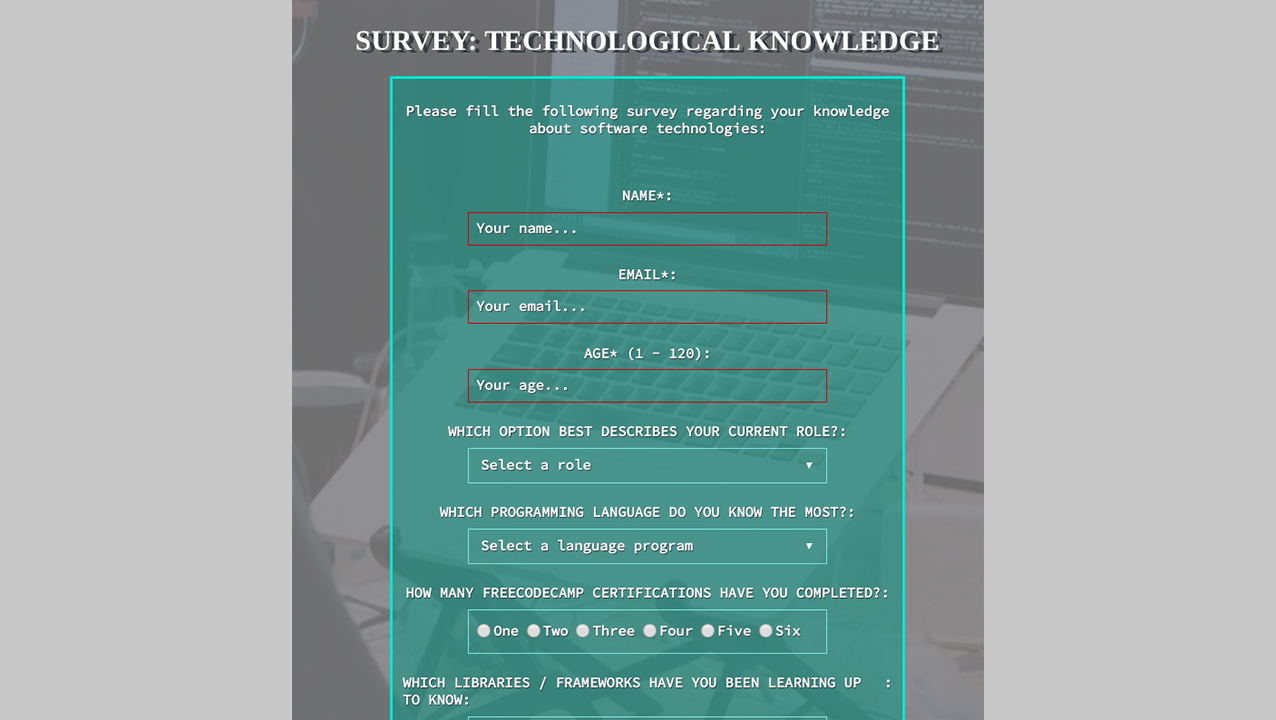 SURVEY: TECHNOLOGICAL KNOWLEDGE
Please fill the following survey regarding your knowledge
about software technologies:
NAME*:
Your name...
EMAIL*:
Your email...
AGE* (1 - 120):
Your age...
WHICH OPTION BEST DESCRIBES YOUR CURRENT ROLE?:
Select a role
WHICH PROGRAMMING LANGUAGE DO YOU KNOW THE MOST?:
Select a language program
HOW MANY FREECODECAMP CERTIFICATIONS HAVE YOU COMPLETED?:
One Two Three Four Five Six
WHICH LIBRARIES / FRAMEWORKS HAVE YOU BEEN LEARNING UP :
TO KNOW: